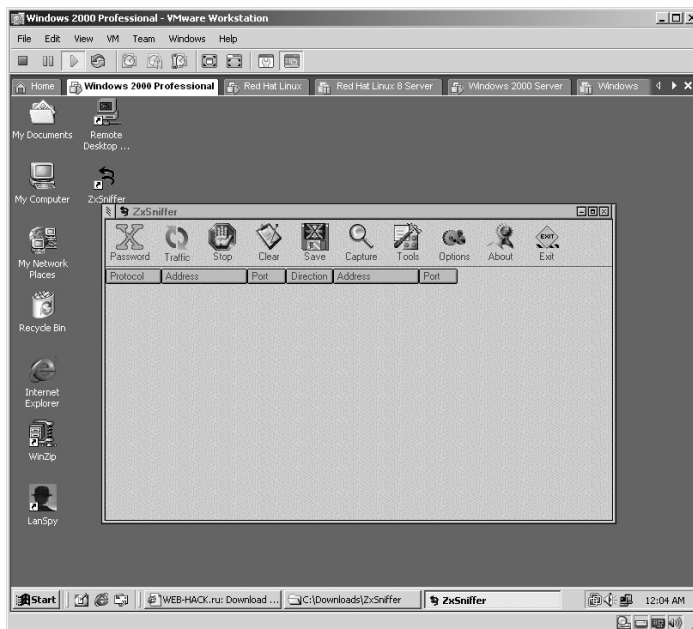 Windows 2000 Professional - VMware Workstation
File Edit View VM Team Windows Help
Home Windows 2000 Professional Red Hat Linux Red Hat Linux 8 Server Windows 2000 Server Windows
My Documents
Remote Desktop ...
My Computer
ZxSniffer
ZxSniffer
Password Traffic Stop Clear Save Capture Tools Options About Exit
EXIT
Protocol Address Port Direction Address Port
My Network
Places
Recycle Bin
Internet
Explorer
WinZip
LanSpy
Start WEB-HACK.ru: Download ... C:\Downloads\ZxSniffer ZxSniffer 12:04 AM